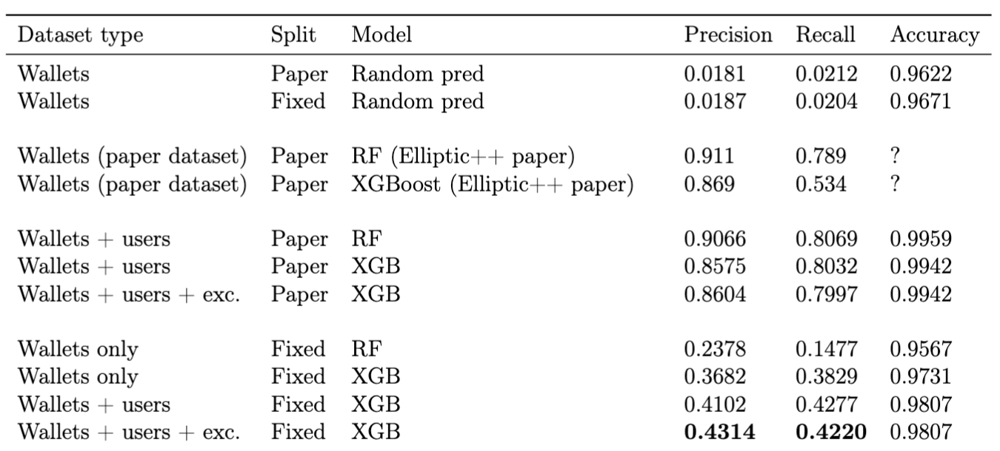 Dataset type Split Model Precision Recall Accuracy
Wallets Paper Random pred 0.0181 0.0212 0.9622
Wallets Fixed Random pred 0.0187 0.0204 0.9671
Wallets (paper dataset) Paper RF (Elliptic++ paper) 0.911 0.789 ?
Wallets (paper dataset) Paper XGBoost (Elliptic++ paper) 0.869 0.534 ?
Wallets + users Paper RF 0.9066 0.8069 0.9959
Wallets + users Paper XGB 0.8575 0.8032 0.9942
Wallets + users + exc. Paper XGB 0.8604 0.7997 0.9942
Wallets only Fixed RF 0.2378 0.1477 0.9567
Wallets only Fixed XGB 0.3682 0.3829 0.9731
Wallets + users Fixed XGB 0.4102 0.4277 0.9807
Wallets + users + exc. Fixed XGB 0.4314 0.4220 0.9807